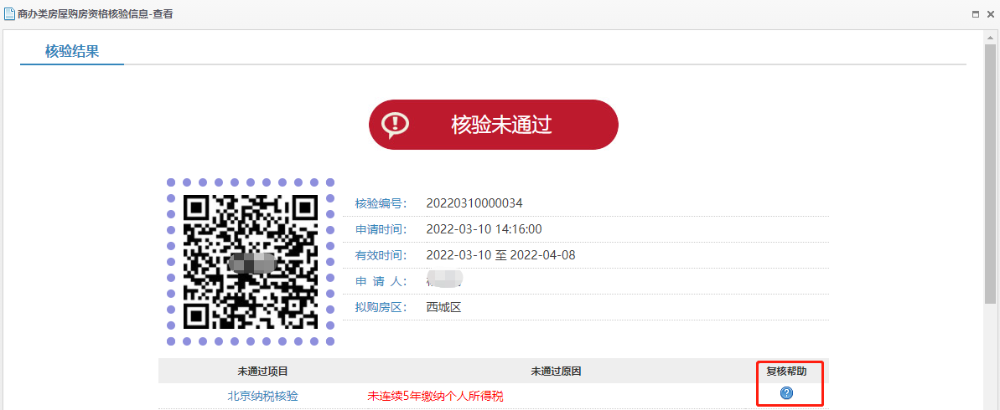 商办类房屋购房资格核验信息-查看
核验结果
核验未通过
核验编号： 20220310000034
申请时间： 2022-03-10 14:16:00
有效时间： 2022-03-10 至 2022-04-08
申 请 人：
拟购房区： 西城区
未通过项目 未通过原因 复核帮助
北京纳税核验 未连续5年缴纳个人所得税 ?